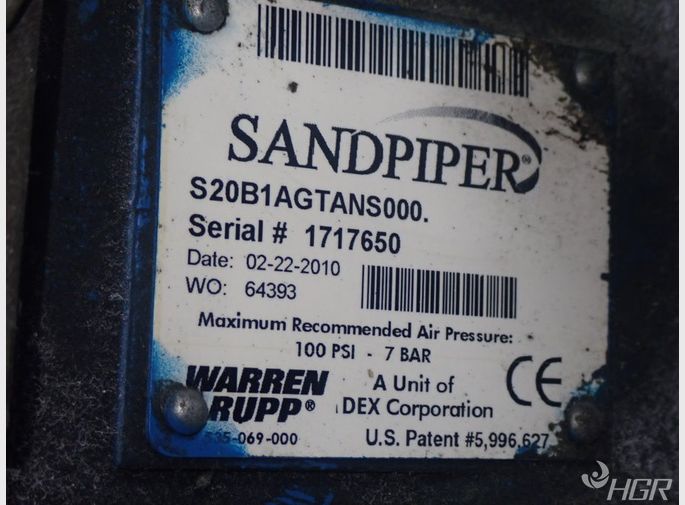 SANDPIPER®
S20B1AGTANS000.
Serial # 1717650
Date: 02-22-2010
WO: 64393
Maximum Recommended Air Pressure:
100 PSI - 7 BAR
WARREN RUPP®
A Unit of
DEX Corporation
CE
535-069-000
U.S. Patent #5,996,627
HGR